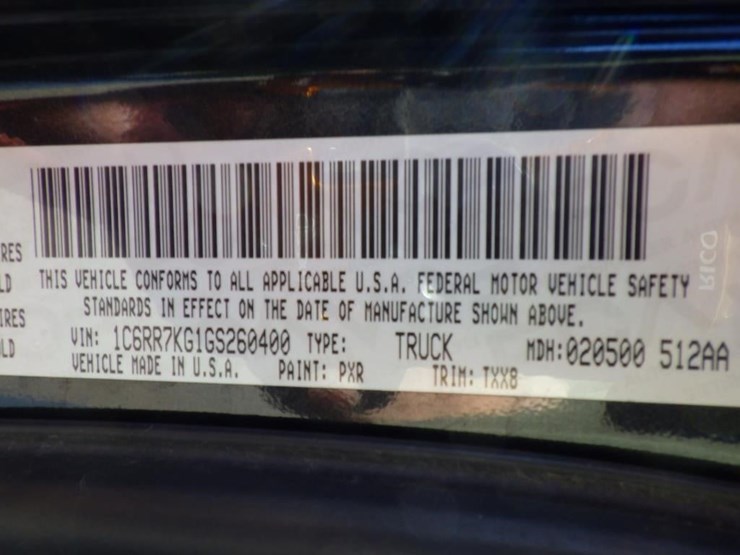 RES
LD
IRES
LD
THIS VEHICLE CONFORMS TO ALL APPLICABLE U.S.A. FEDERAL MOTOR VEHICLE SAFETY
STANDARDS IN EFFECT ON THE DATE OF MANUFACTURE SHOWN ABOVE.
VIN: 1C6RR7KG1GS260400 TYPE: TRUCK MDH:020500 512AA
VEHICLE MADE IN U.S.A. PAINT: PXR TRIM: TXX8